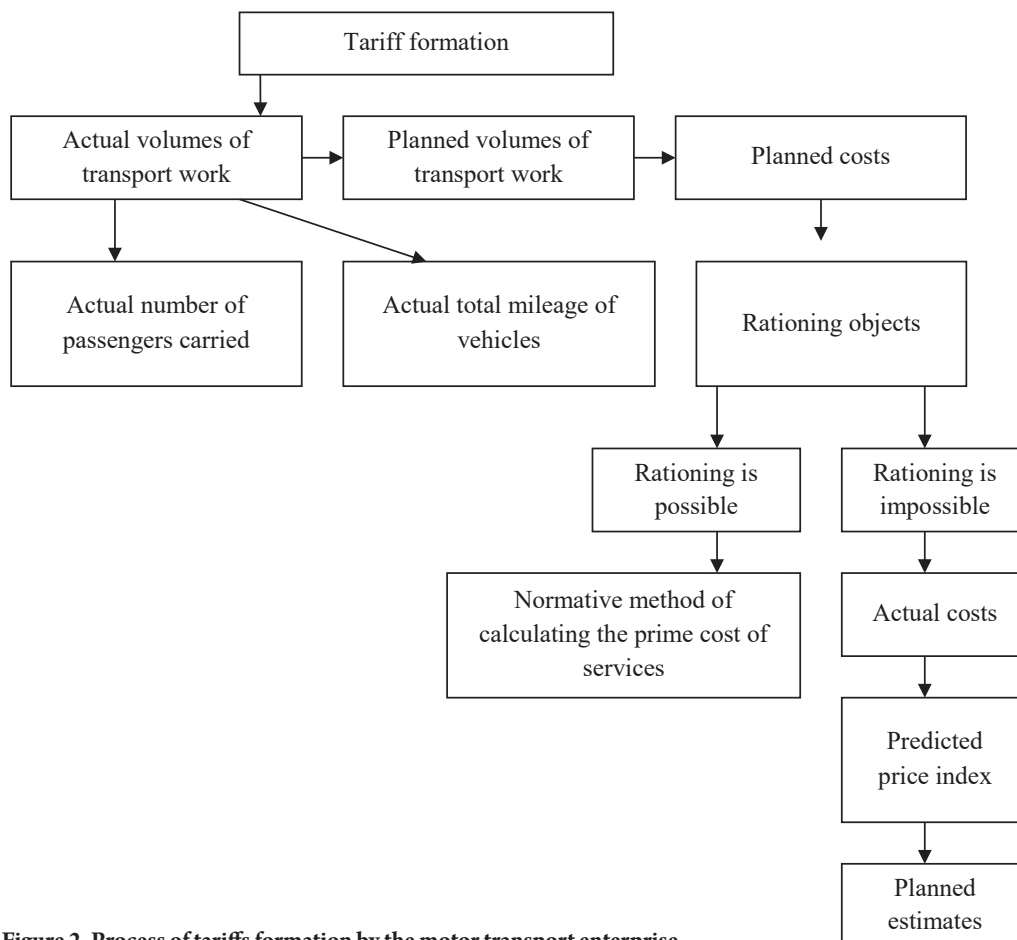 Tariff formation
Actual volumes of
transport work
Planned volumes of
transport work
Planned costs
Actual number of
passengers carried
Actual total mileage of
vehicles
Rationing objects
Rationing is
possible
Rationing is
impossible
Normative method of
calculating the prime cost of
services
Actual costs
Predicted
price index
Planned
estimates
Figure 2. Process of tariffs formation by the motor transport enterprise